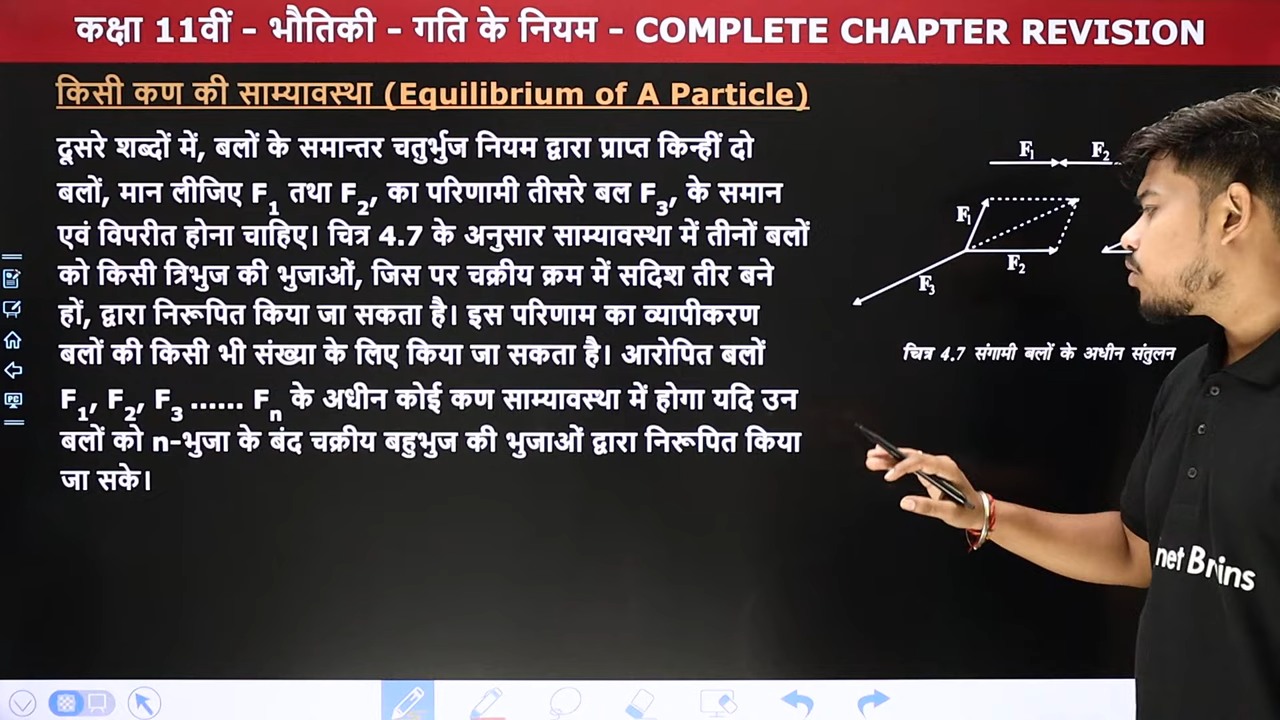 कक्षा 11वीं - भौतिकी - गति के नियम - COMPLETE CHAPTER REVISION
किसी कण की साम्यावस्था (Equilibrium of A Particle)
दूसरे शब्दों में, बलों के समान्तर चतुर्भुज नियम द्वारा प्राप्त किन्हीं दो
बलों, मान लीजिए F1 तथा F2, का परिणामी तीसरे बल F3, के समान
एवं विपरीत होना चाहिए। चित्र 4.7 के अनुसार साम्यावस्था में तीनों बलों
को किसी त्रिभुज की भुजाओं, जिस पर चक्रीय क्रम में सदिश तीर बने
हों, द्वारा निरूपित किया जा सकता है। इस परिणाम का व्यापीकरण
बलों की किसी भी संख्या के लिए किया जा सकता है। आरोपित बलों
F1, F2, F3 ...... Fn के अधीन कोई कण साम्यावस्था में होगा यदि उन
बलों को n-भुजा के बंद चक्रीय बहुभुज की भुजाओं द्वारा निरूपित किया
जा सके।
F1 F2
F1
F2
F3
चित्र 4.7 संगामी बलों के अधीन संतुलन
net Brains
PC